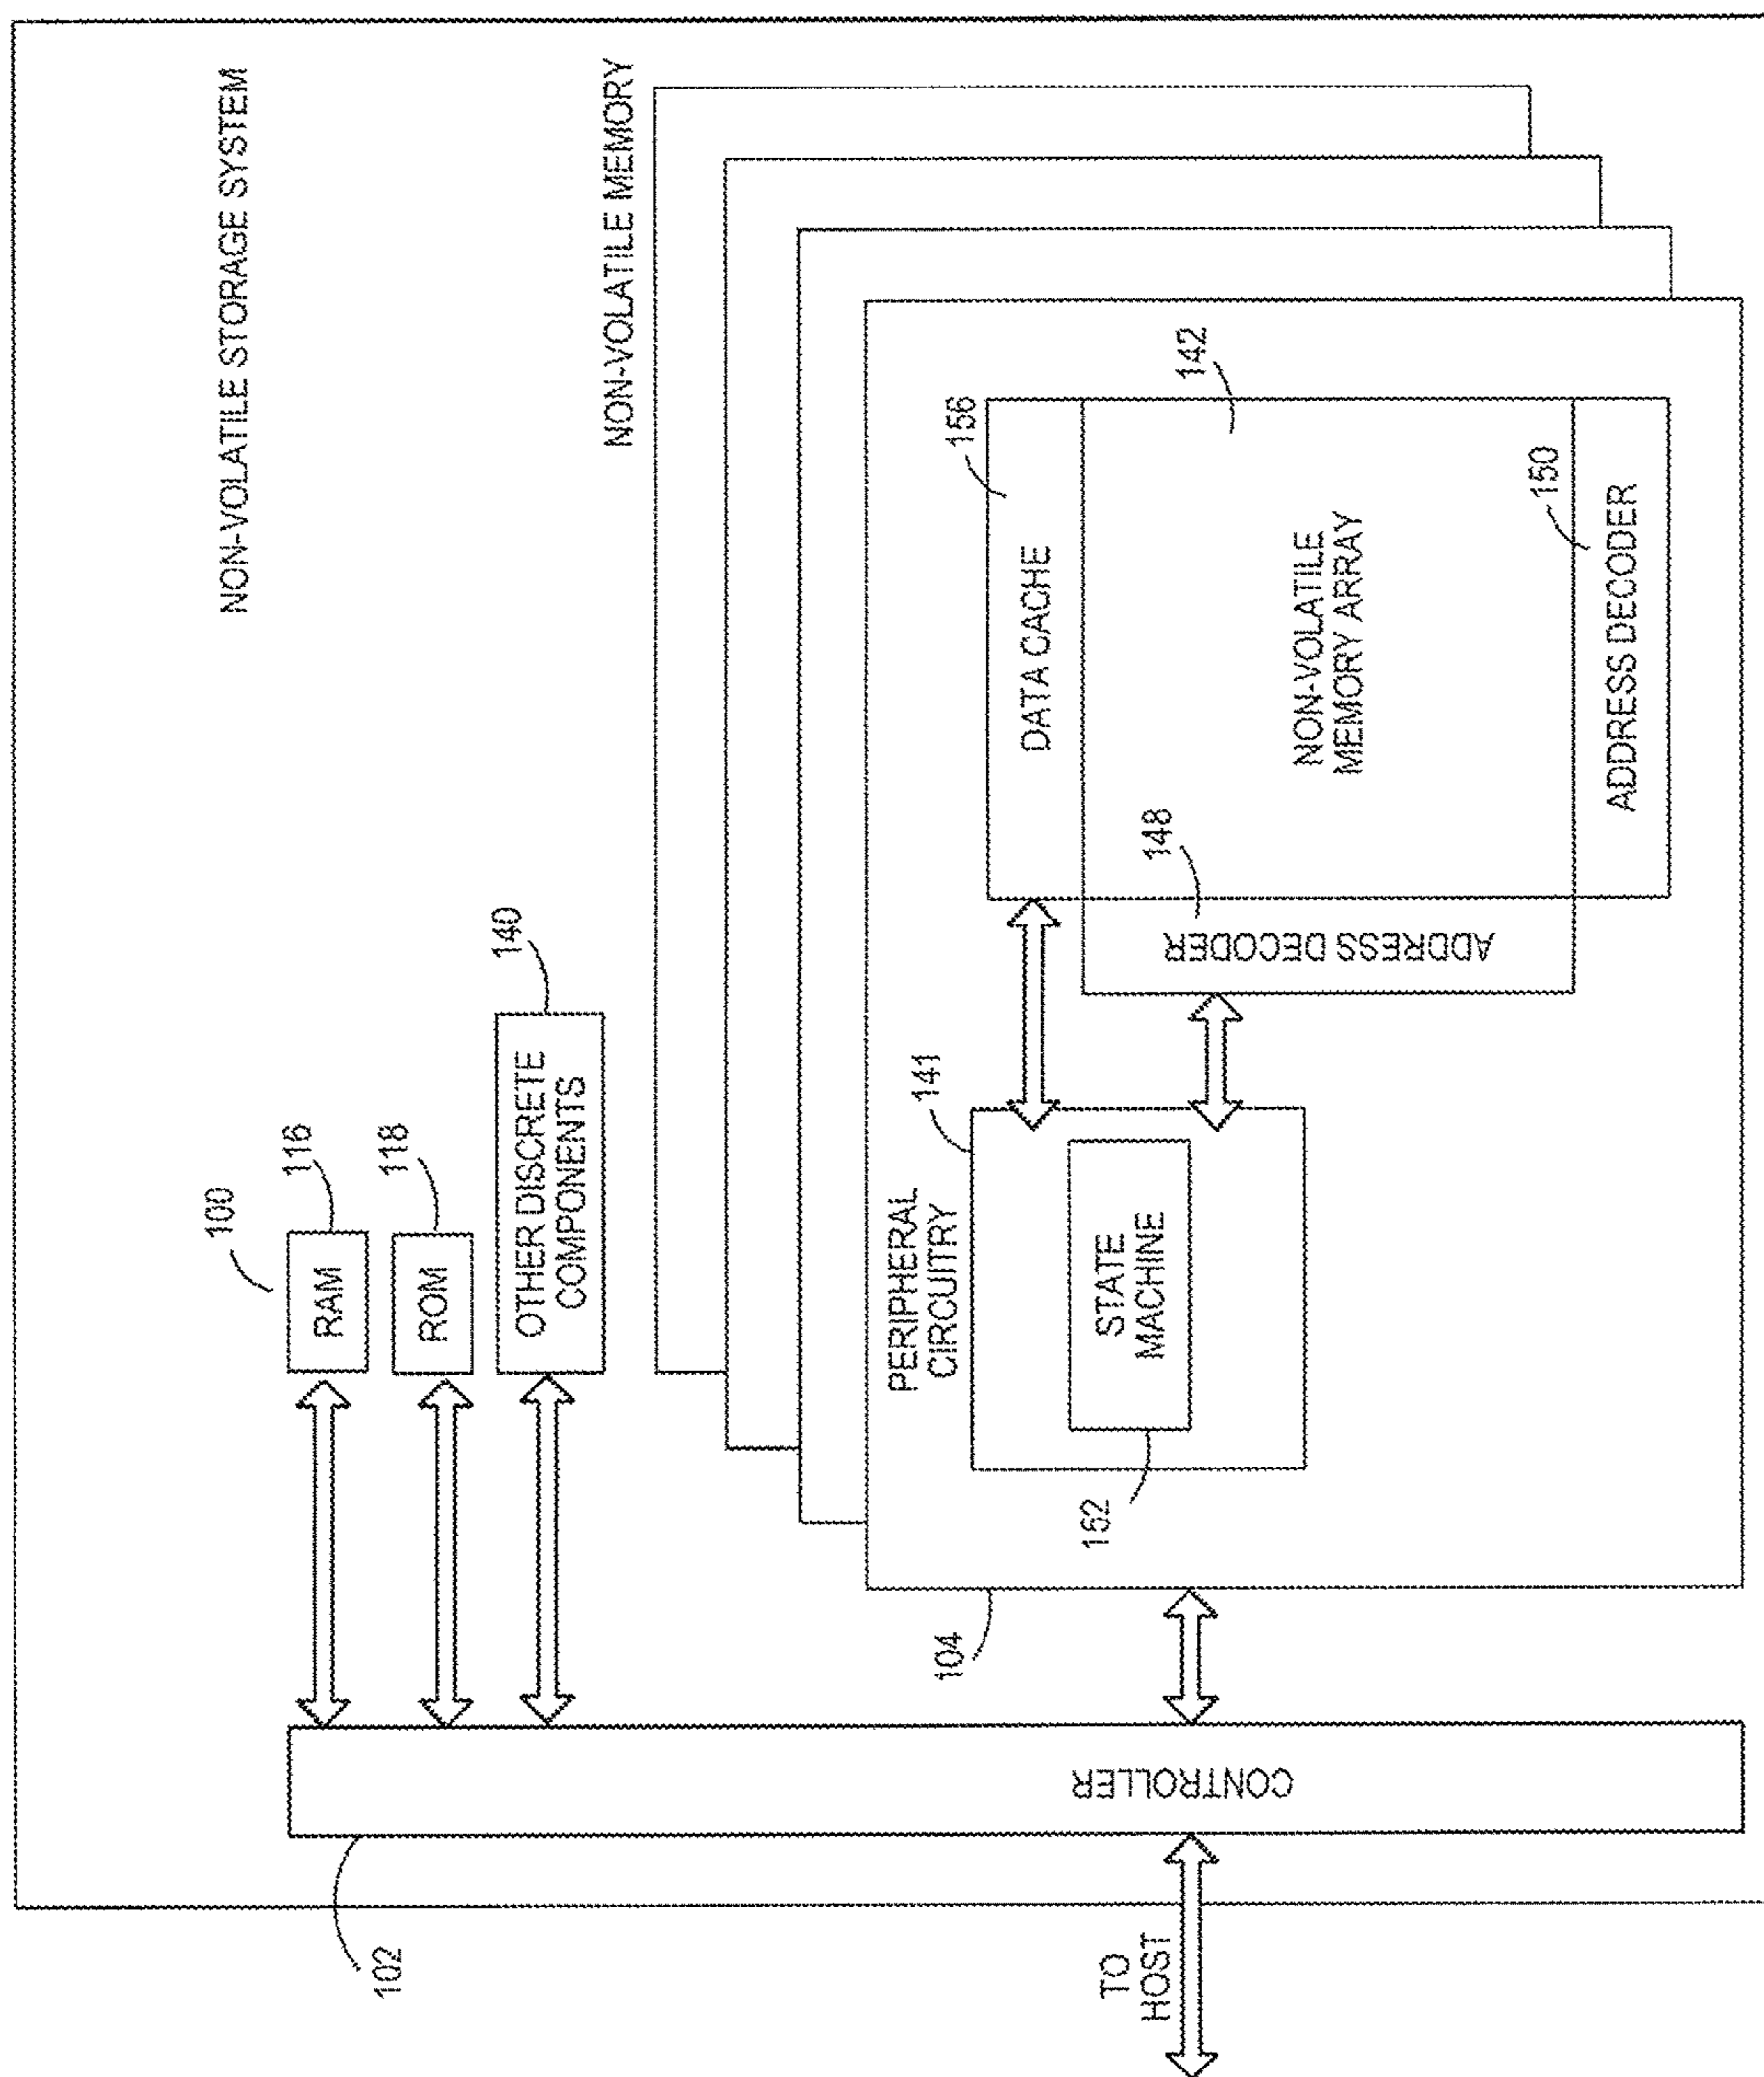 NON-VOLATILE STORAGE SYSTEM
100
116
RAM
102
118
ROM
140
OTHER DISCRETE
COMPONENTS
NON-VOLATILE MEMORY
104
PERIPHERAL
CIRCUITRY
141
156
DATA CACHE
152
STATE
MACHINE
148
142
CONTROLLER
TO
HOST
ADDRESS DECODER
NON-VOLATILE
MEMORY ARRAY
150
ADDRESS DECODER